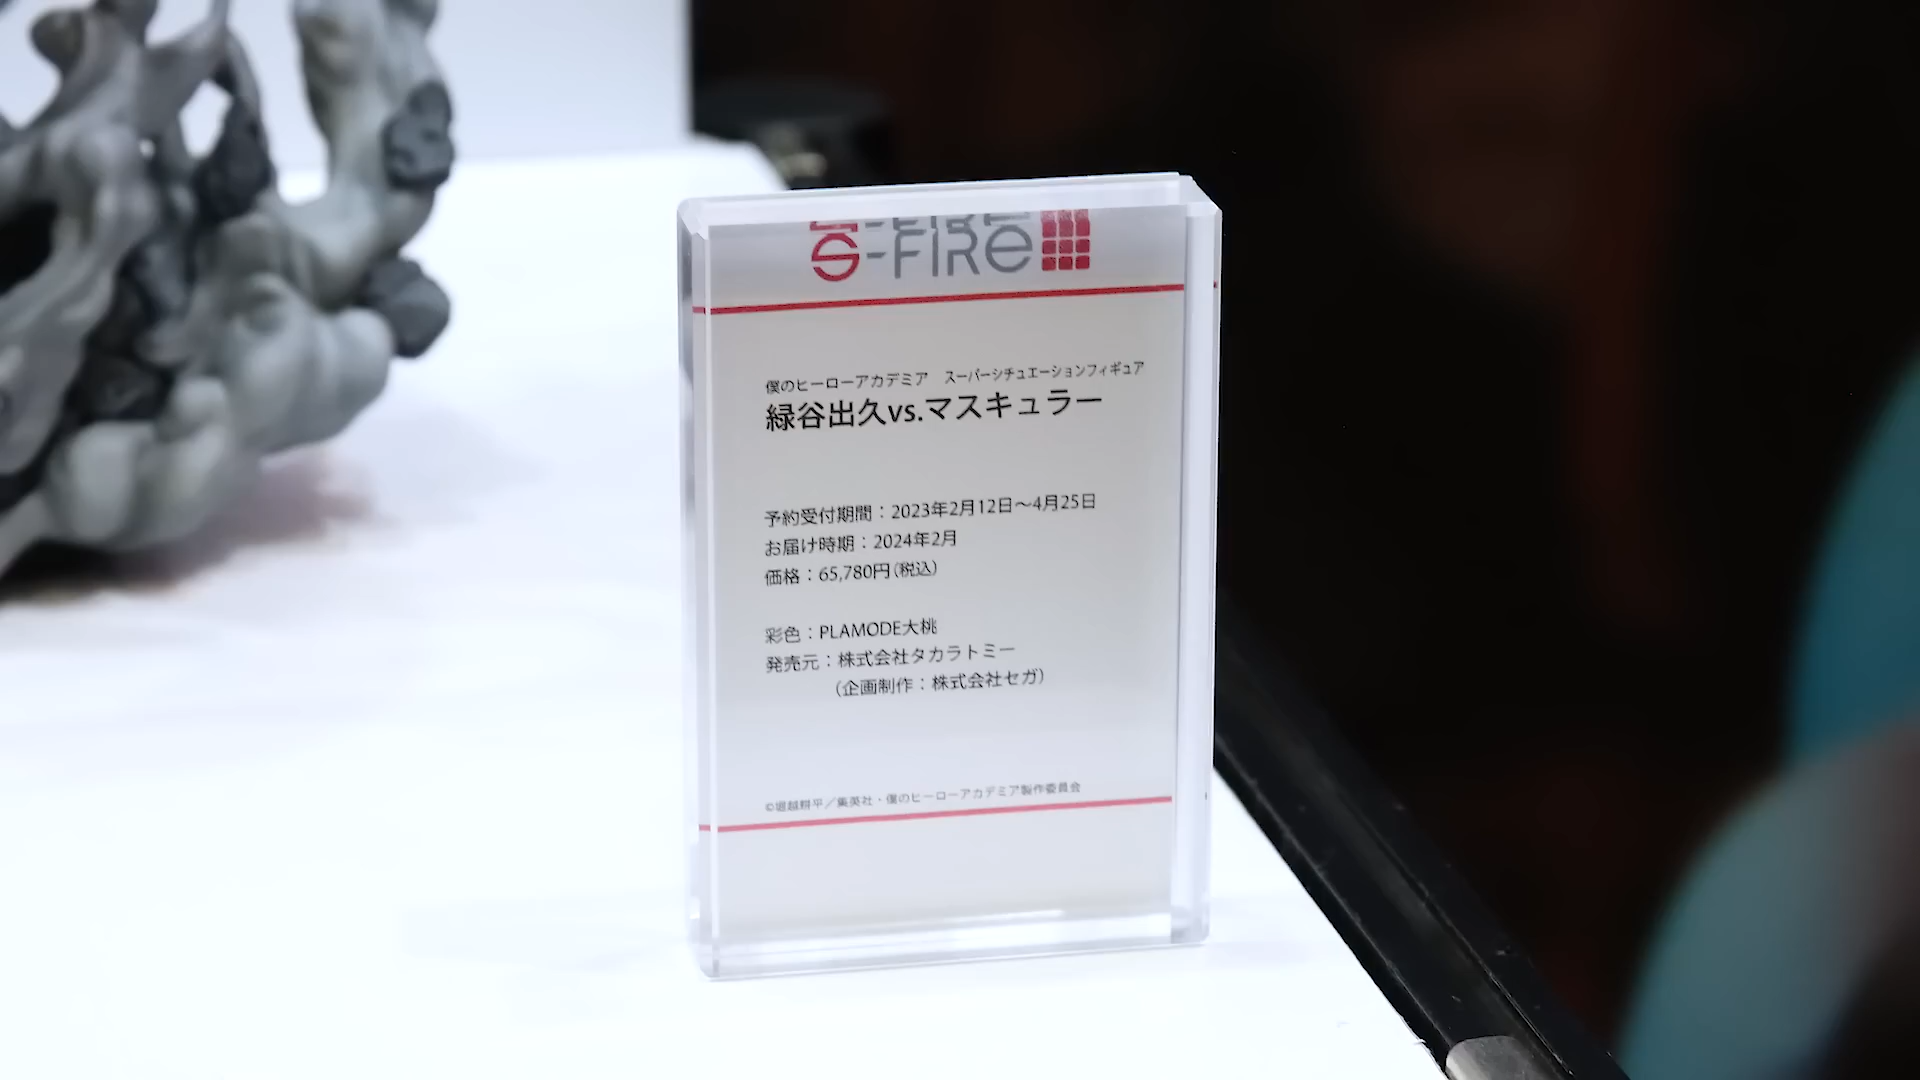 S-FIRE
僕のヒーローアカデミア　スーパーシチュエーションフィギュア
緑谷出久vs.マスキュラー
予約受付期間：2023年2月12日～4月25日
お届け時期：2024年2月
価格：65,780円(税込)
彩色：PLAMODE大桃
発売元：株式会社タカラトミー
（企画制作：株式会社セガ）
©堀越耕平／集英社・僕のヒーローアカデミア製作委員会